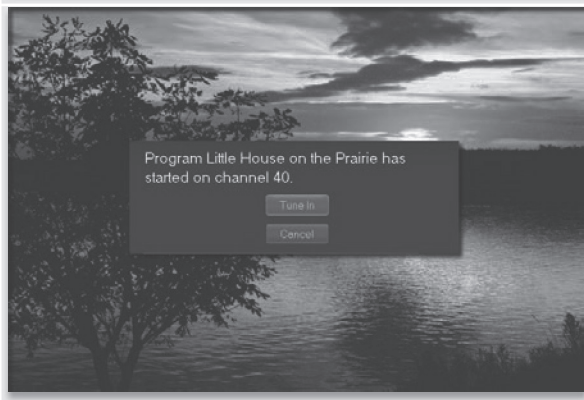 Program Little House on the Prairie has
started on channel 40.
Tune In
Cancel